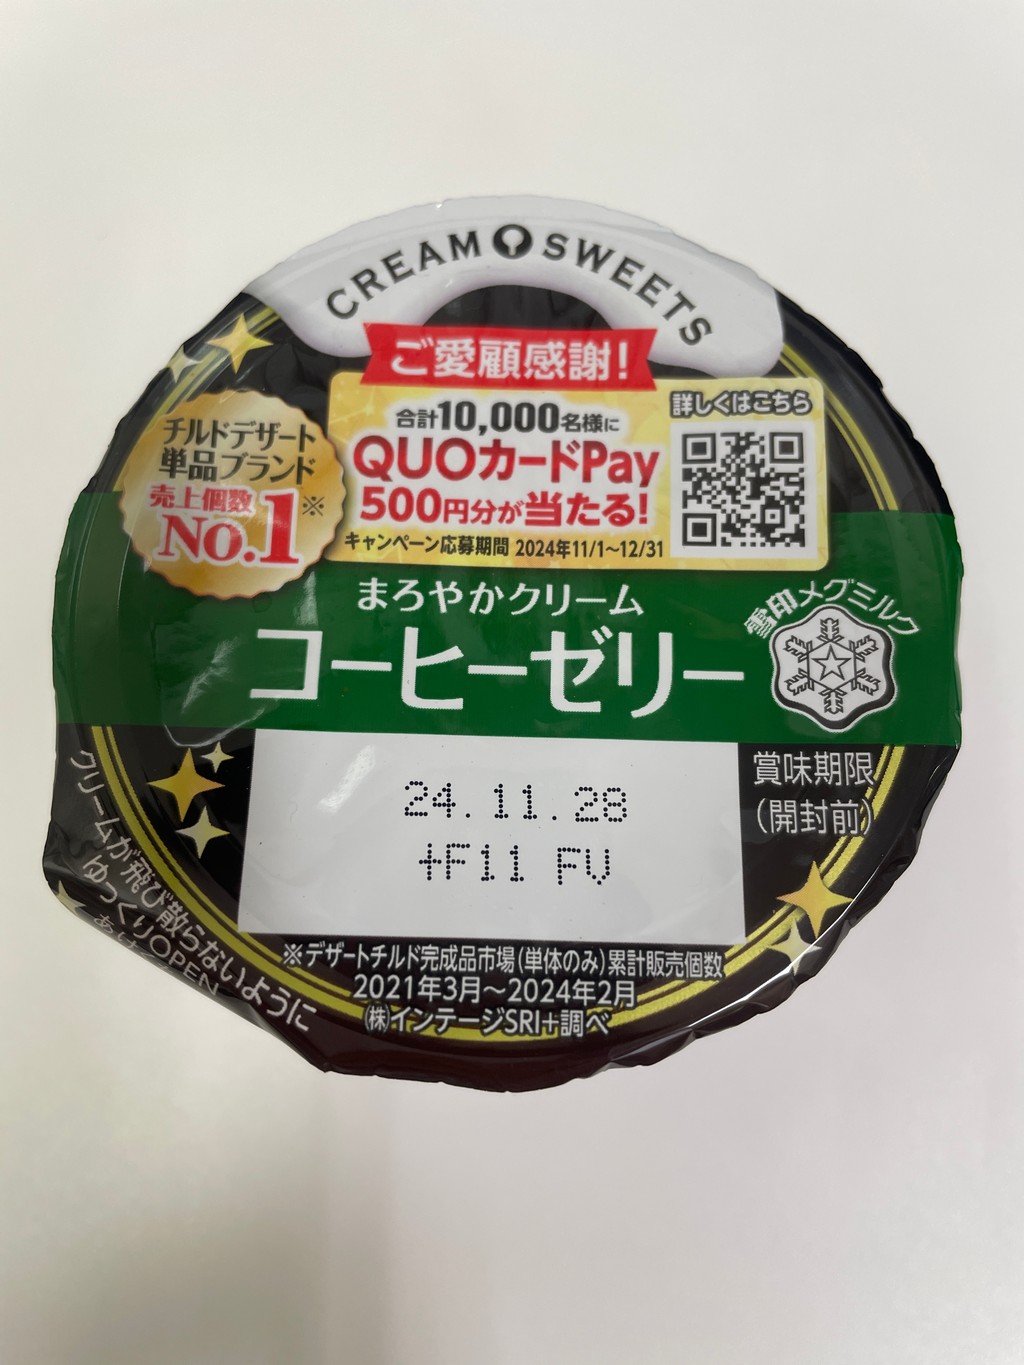 CREAM SWEETS
ご愛顧感謝!
合計10,000名様に
QUOカードPay
500円分が当たる!
キャンペーン応募期間 2024年11/1~12/31
詳しくはこちら
チルドデザート
単品ブランド
売上個数※
No.1
まろやかクリーム
コーヒーゼリー
雪印メグミルク
24.11.28
+F11 FV
賞味期限
(開封前)
クリームが飛び散らないように
ゆっくりOPEN
あけ
※デザートチルド完成品市場(単体のみ)累計販売個数
2021年3月~2024年2月
㈱インテージSRI+調べ